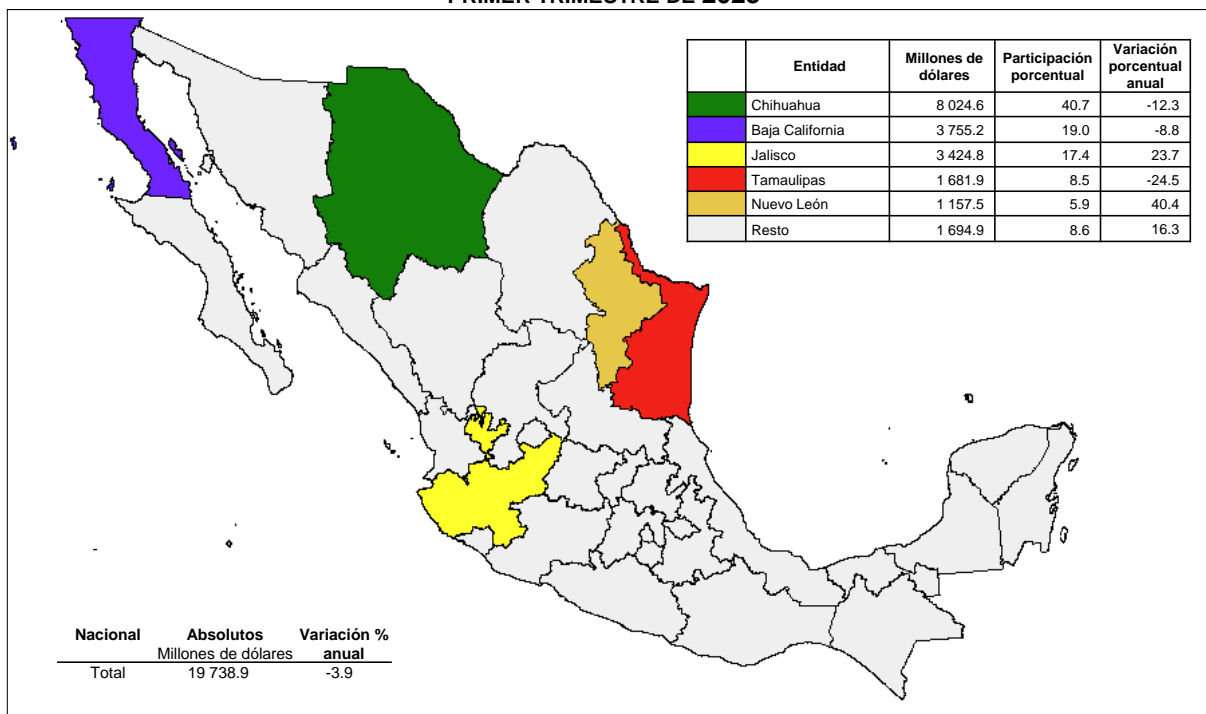 PRIMER TRIMESTRE DE
Entidad Millones de dólares Participación porcentual Variación porcentual anual
Chihuahua 8 024.6 40.7 -12.3
Baja California 3 755.2 19.0 -8.8
Jalisco 3 424.8 17.4 23.7
Tamaulipas 1 681.9 8.5 -24.5
Nuevo León 1 157.5 5.9 40.4
Resto 1 694.9 8.6 16.3
Nacional Absolutos Variación %
Millones de dólares anual
Total 19 738.9 -3.9